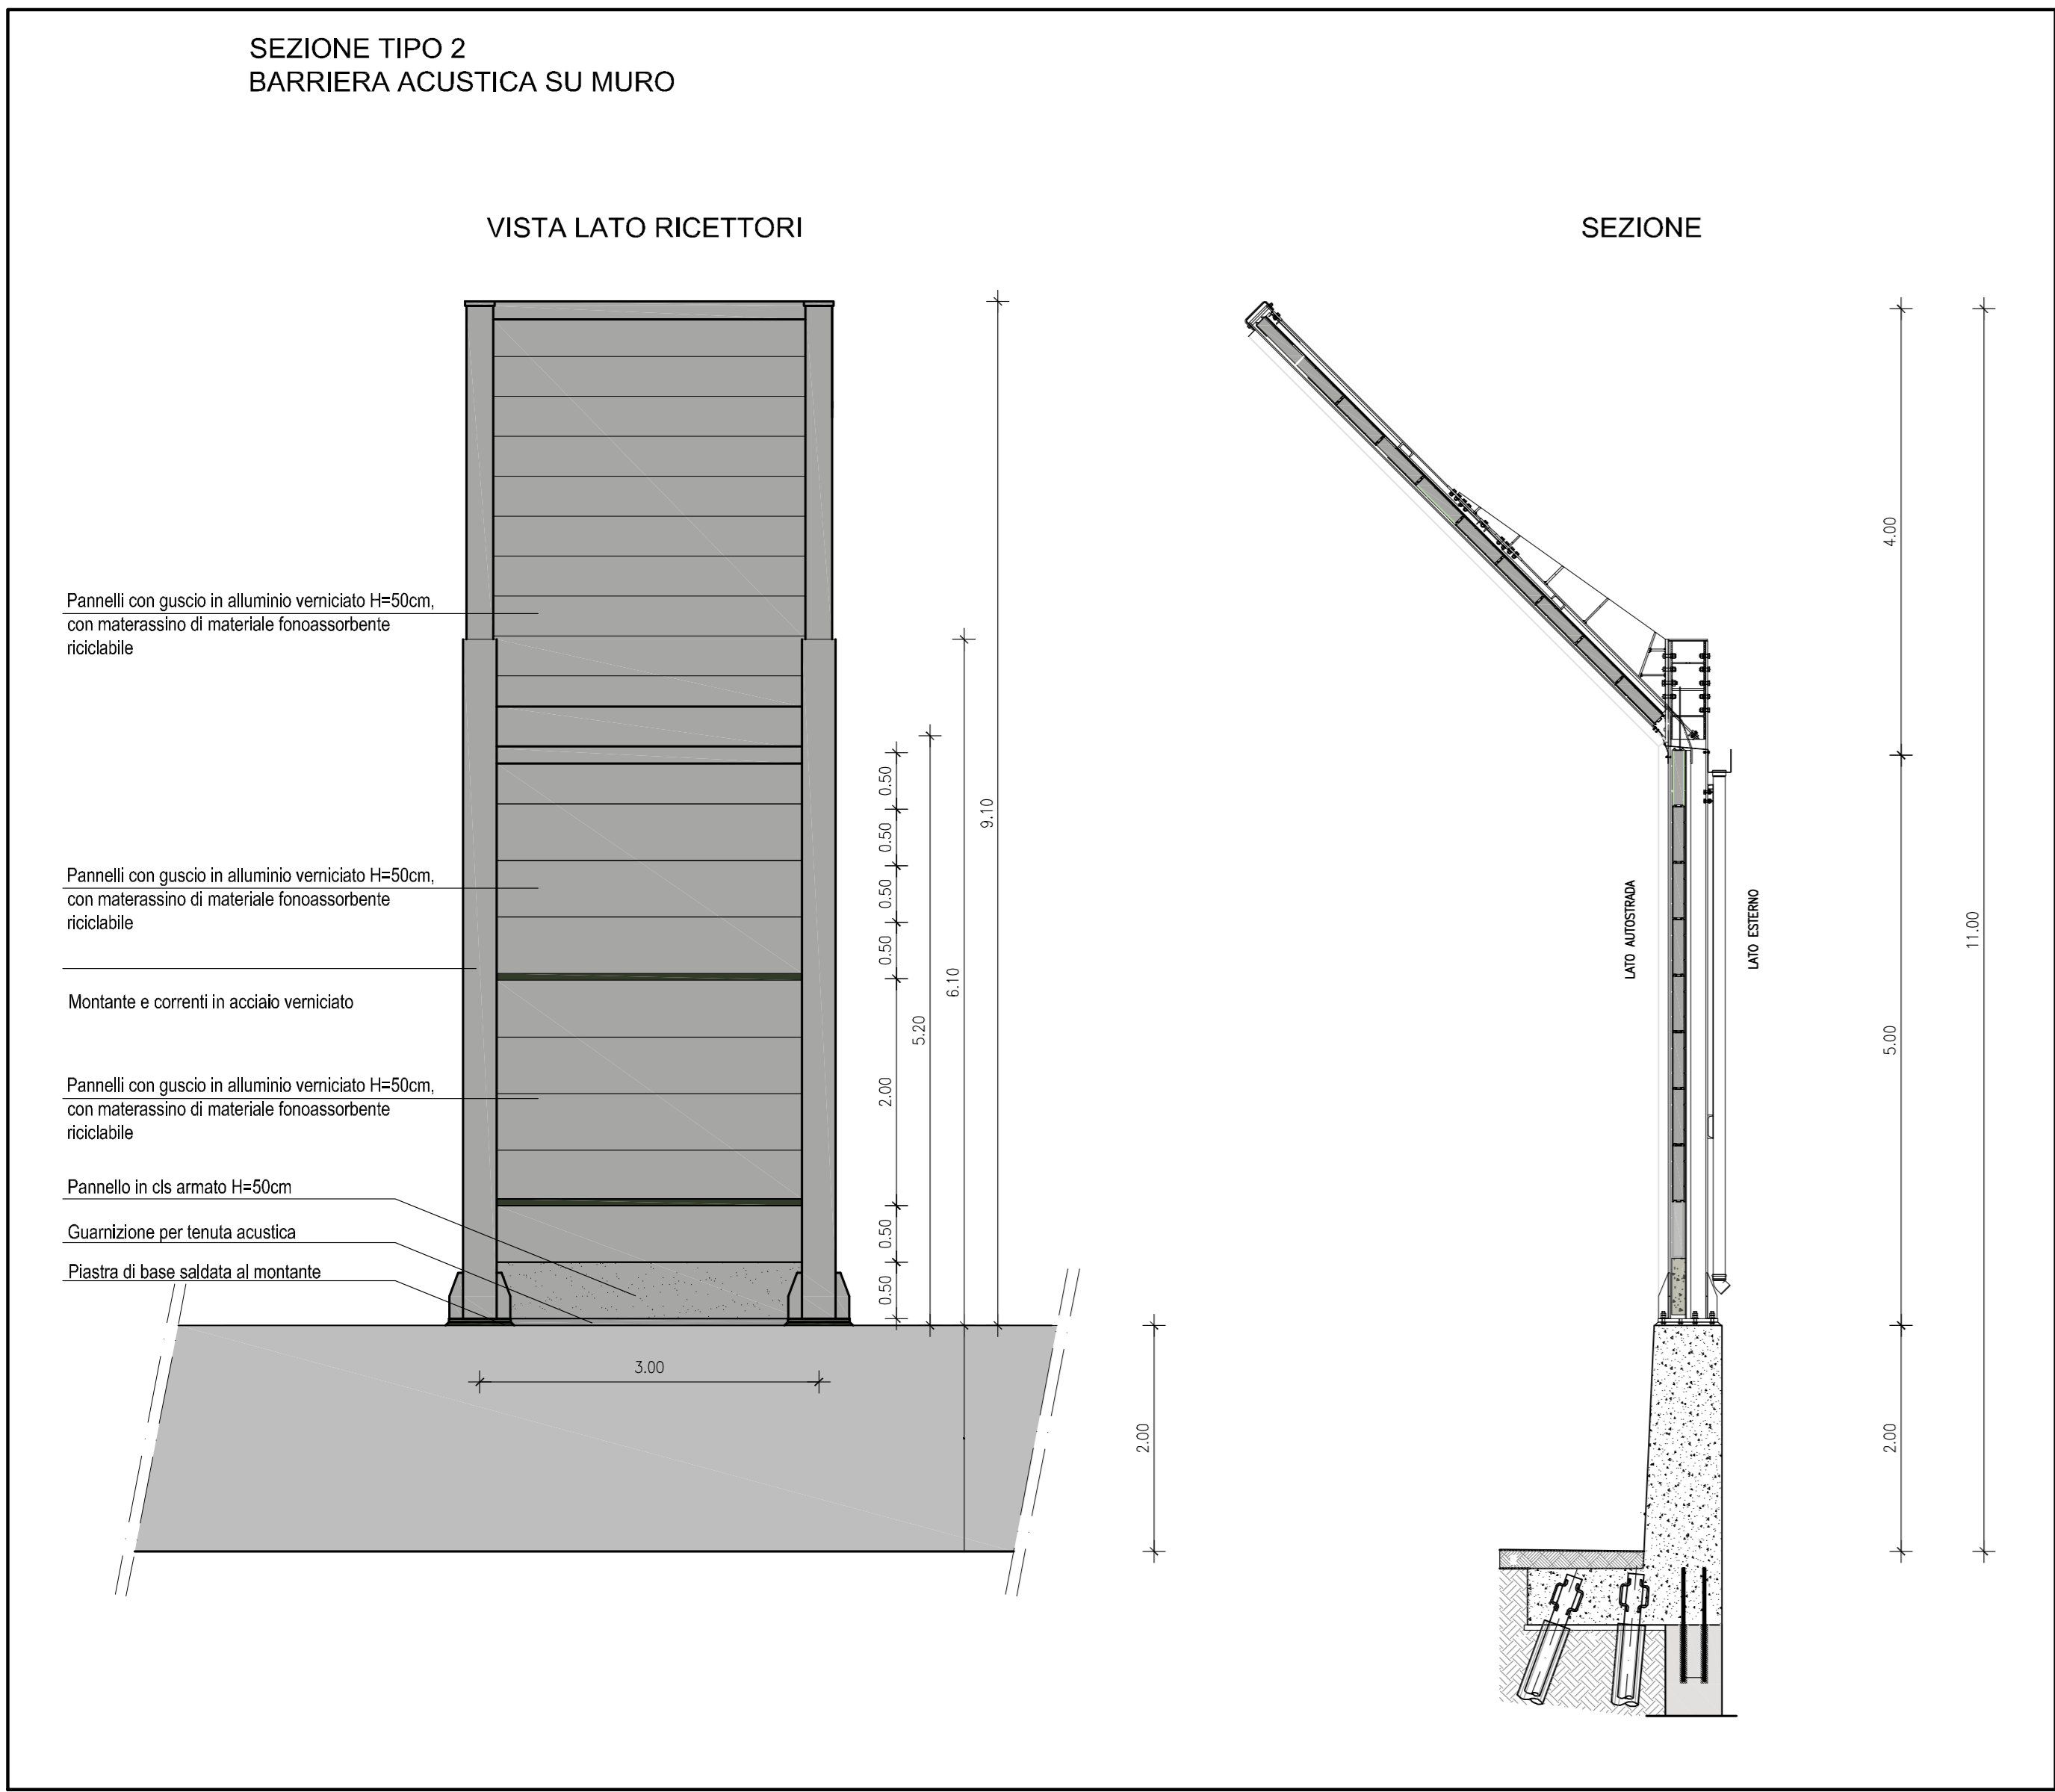 SEZIONE TIPO 2
BARRIERA ACUSTICA SU MURO
VISTA LATO RICETTORI
SEZIONE
Pannelli con guscio in alluminio verniciato H=50cm,
con materassino di materiale fonoassorbente
riciclabile
Pannelli con guscio in alluminio verniciato H=50cm,
con materassino di materiale fonoassorbente
riciclabile
Montante e correnti in acciaio verniciato
Pannelli con guscio in alluminio verniciato H=50cm,
con materassino di materiale fonoassorbente
riciclabile
Pannello in cls armato H=50cm
Guarnizione per tenuta acustica
Piastra di base saldata al montante
0.50
0.50
0.50
0.50
2.00
0.50
0.50
5.20
6.10
9.10
3.00
2.00
LATO AUTOSTRADA
LATO ESTERNO
4.00
5.00
2.00
11.00